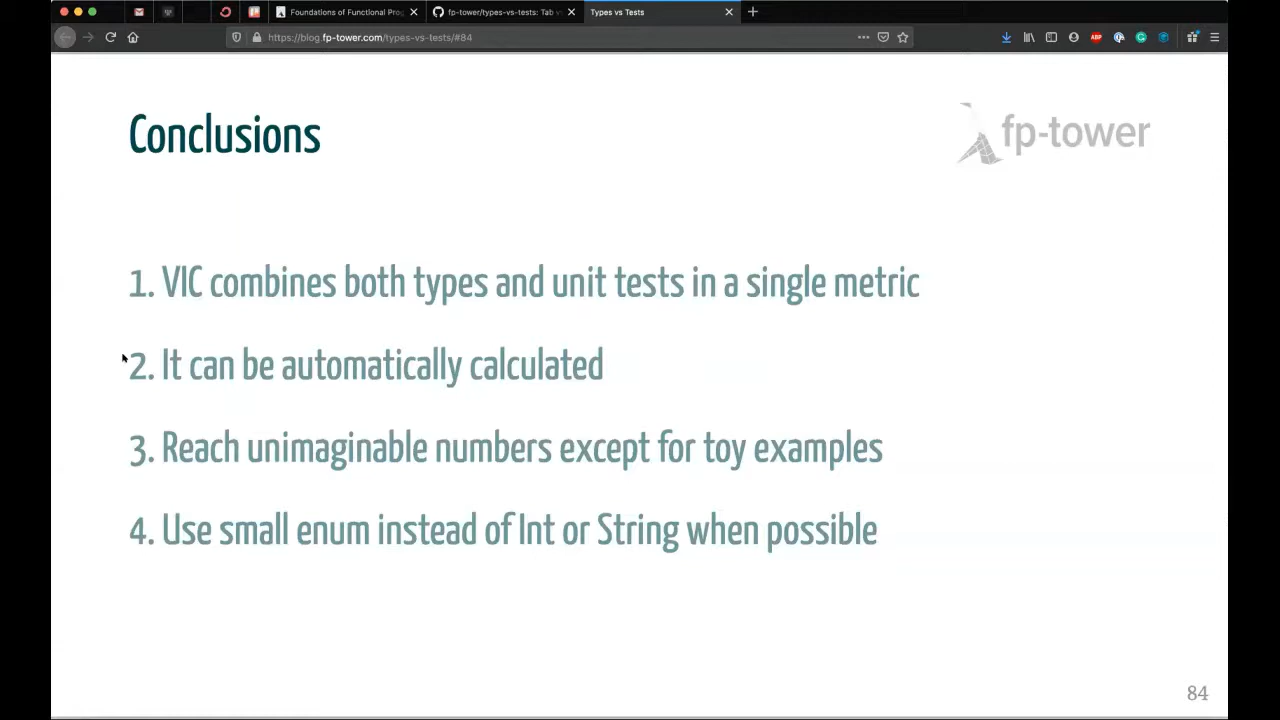 Foundations of Functional Prog
fp-tower/types-vs-tests: Tab v
Types vs Tests
https://blog.fp-tower.com/types-vs-tests/#84
ABP
Conclusions
fp-tower
1. VIC combines both types and unit tests in a single metric
2. It can be automatically calculated
3. Reach unimaginable numbers except for toy examples
4. Use small enum instead of Int or String when possible
84